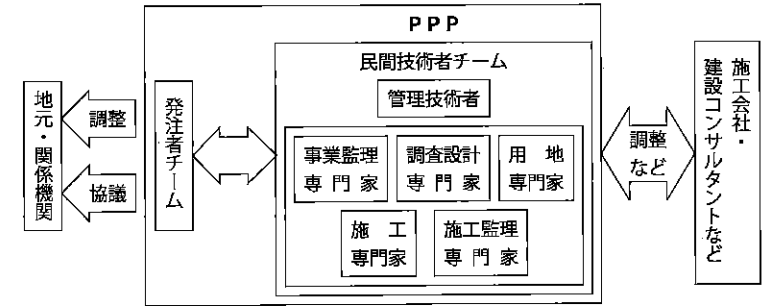 PPP
民間技術者チーム
管理技術者
地元・関係機関
調整
協議
発注者チーム
事業監理
専門家
調査設計
専門家
用地
専門家
施工
専門家
施工監理
専門家
調整
など
施工会社・
建設コンサルタントなど